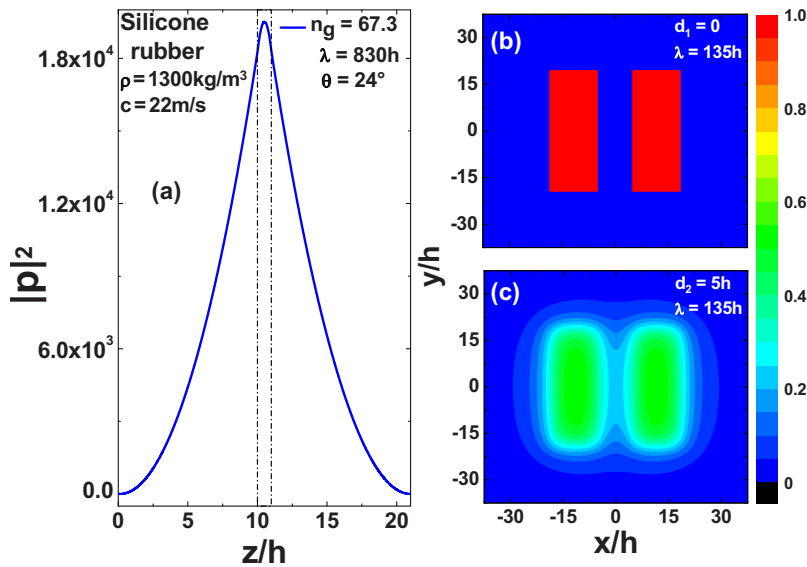 Silicone
rubber
ρ = 1300kg/m³
c = 22m/s
n_g = 67.3
λ = 830h
θ = 24°
(a)
|p|²
1.8x10⁴
1.2x10⁴
6.0x10³
0.0
0 5 10 15 20
z/h
(b)
d₁ = 0
λ = 135h
30
15
0
-15
-30
y/h
(c)
d₂ = 5h
λ = 135h
30
15
0
-15
-30
-30 -15 0 15 30
x/h
1.0
0.8
0.6
0.4
0.2
0